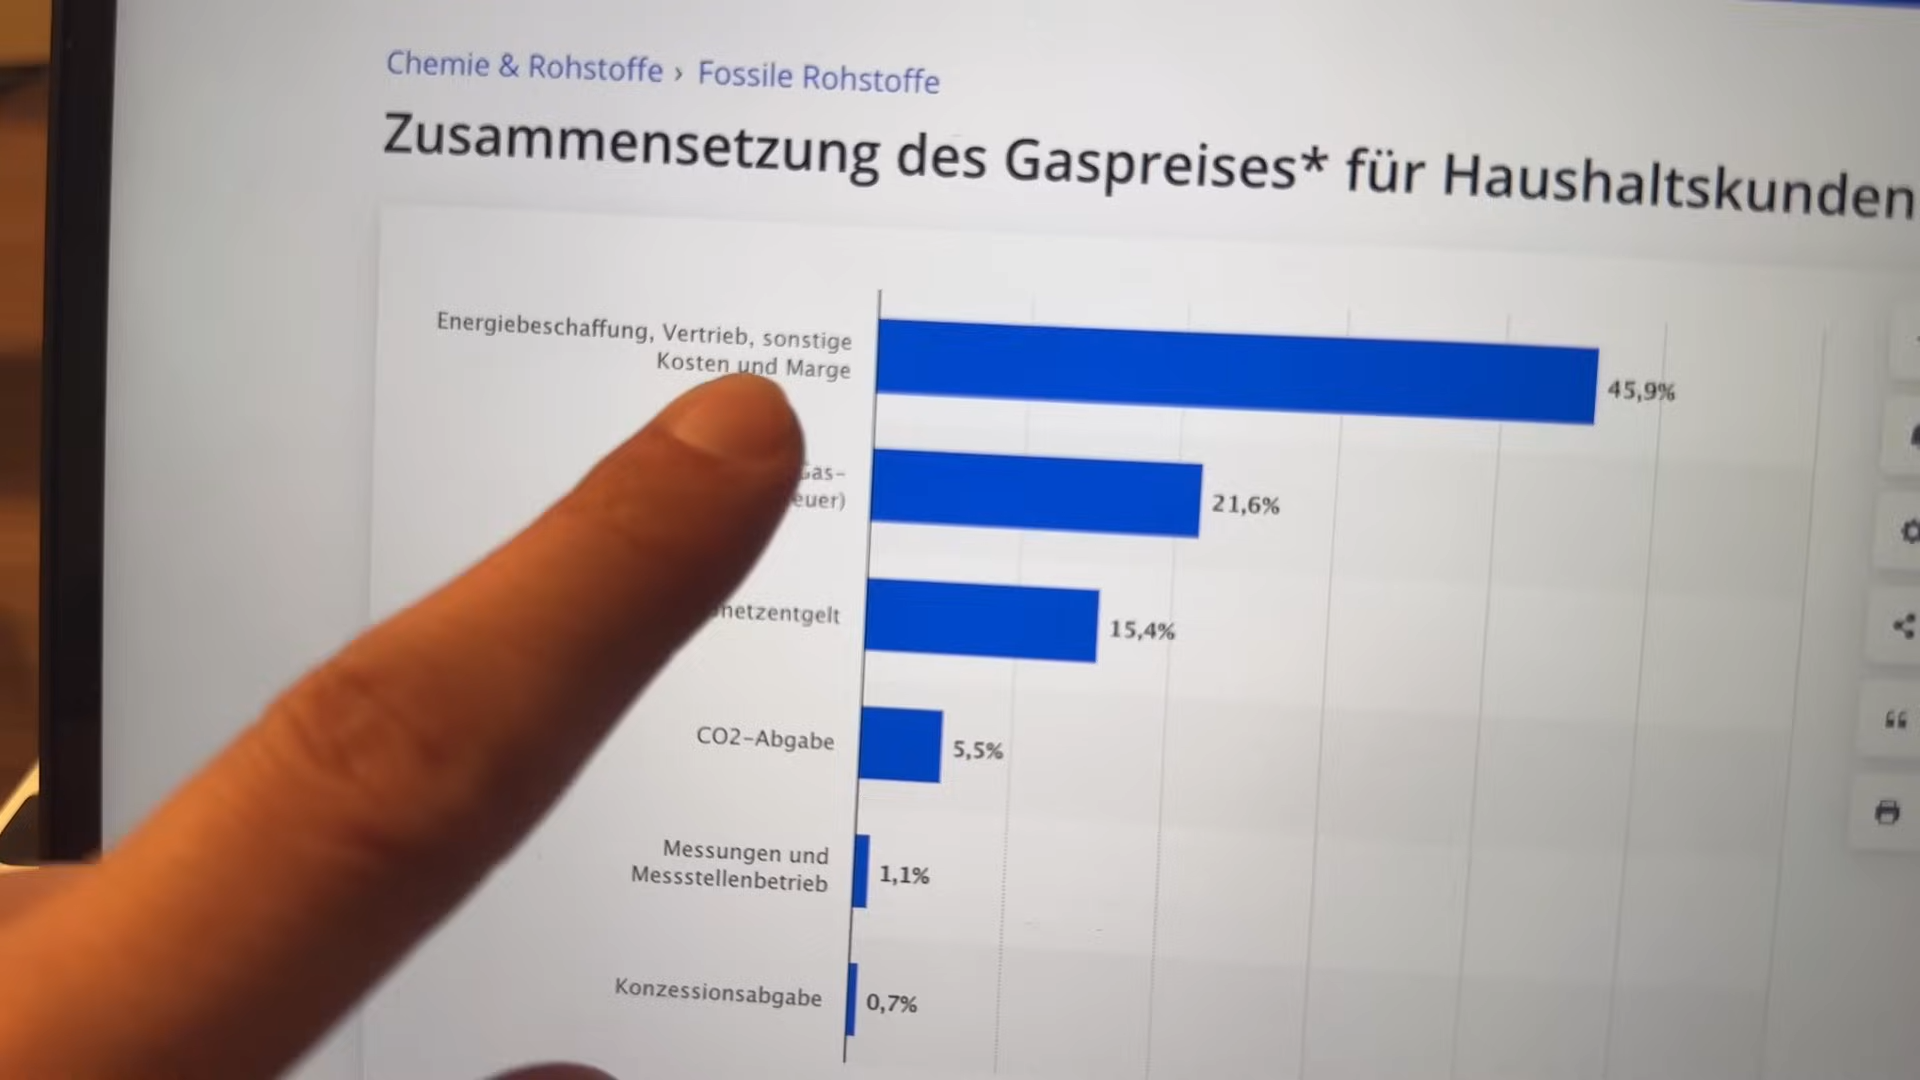 Chemie & Rohstoffe › Fossile Rohstoffe
Zusammensetzung des Gaspreises* für Haushaltskunden
Energiebeschaffung, Vertrieb, sonstige
Kosten und Marge
45,9%
21,6%
15,4%
CO2-Abgabe
5,5%
Messungen und
Messstellenbetrieb
1,1%
Konzessionsabgabe
0,7%